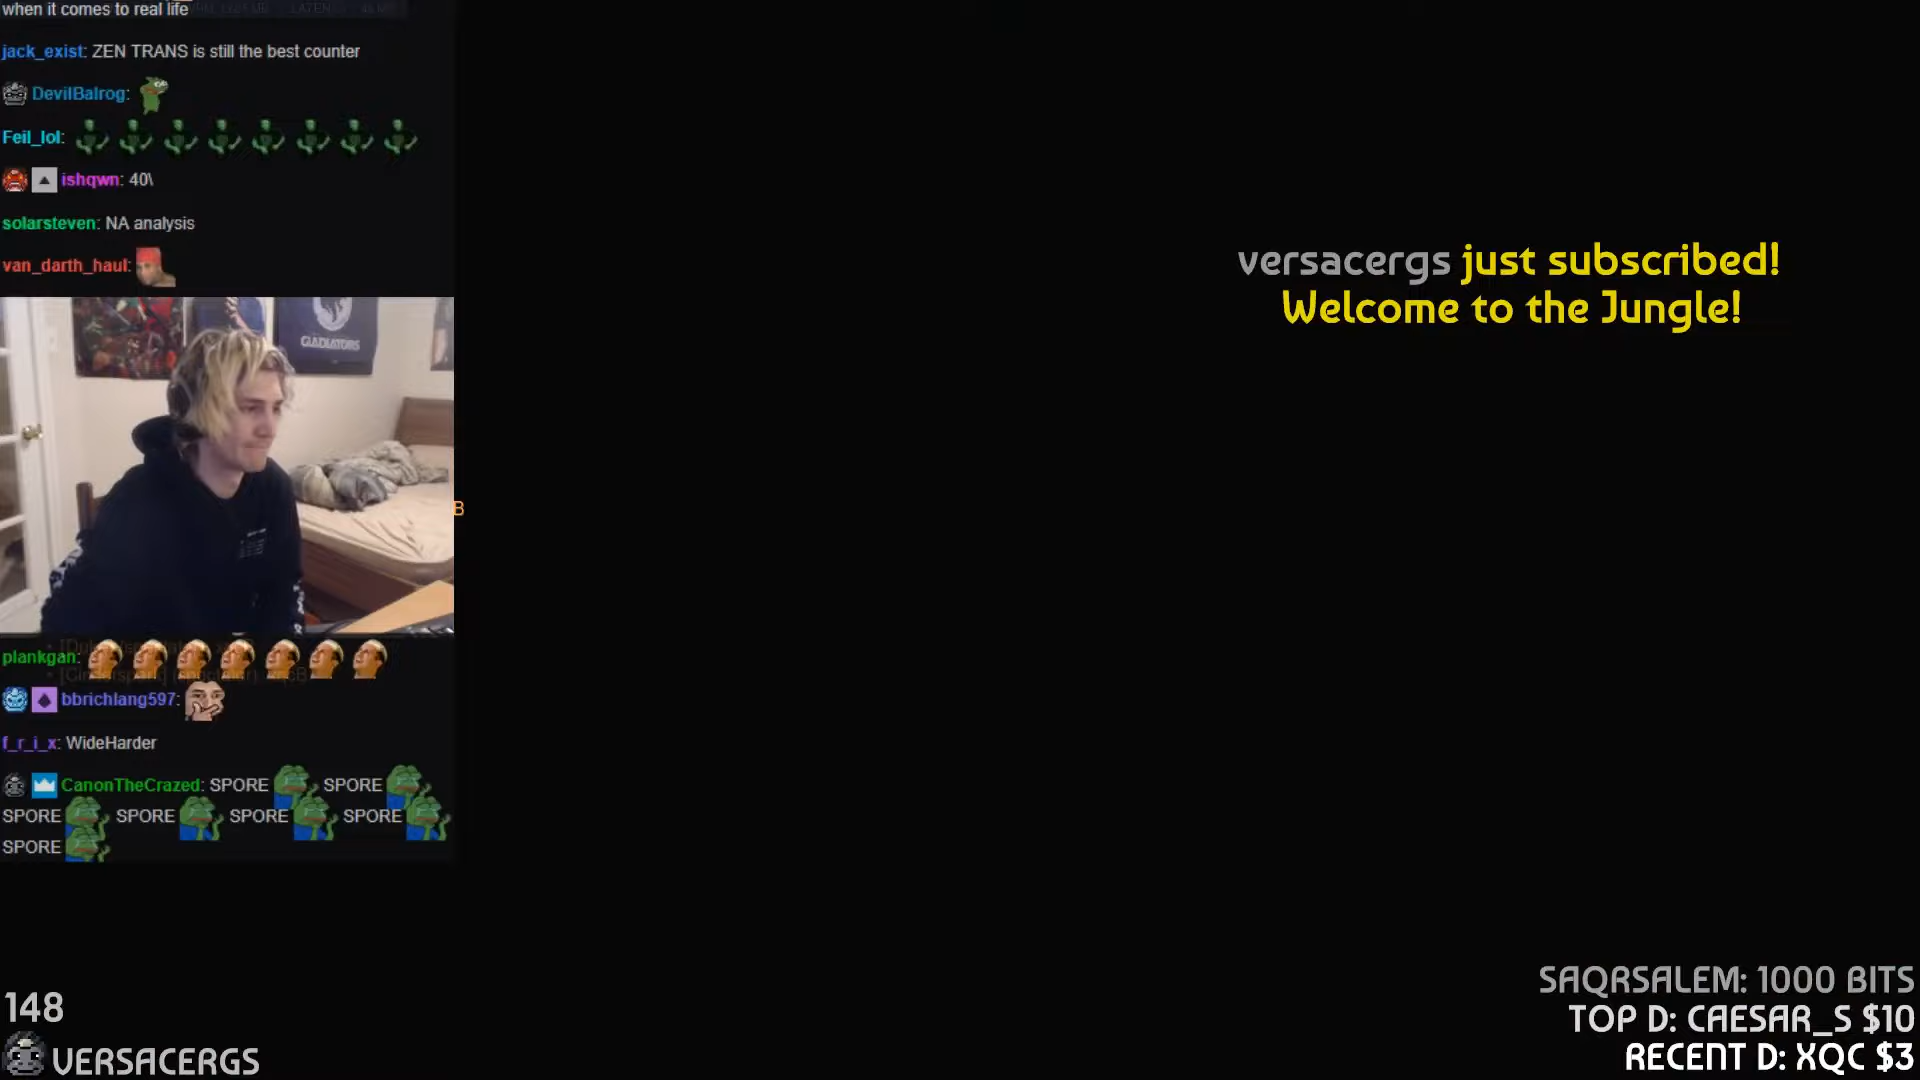 when it comes to real life
jack_exist: ZEN TRANS is still the best counter
DevilBalrog:
Feil_lol:
ishqwn: 40\
solarsteven: NA analysis
van_darth_haul:
GLADIATORS
B
plankgan:
bbrichlang597:
f_r_i_x: WideHarder
CanonTheCrazed: SPORE SPORE
SPORE SPORE SPORE SPORE
SPORE
versacergs just subscribed!
Welcome to the Jungle!
148
VERSACERGS
SAQRSALEM: 1000 BITS
TOP D: CAESAR_S $10
RECENT D: XQC $3